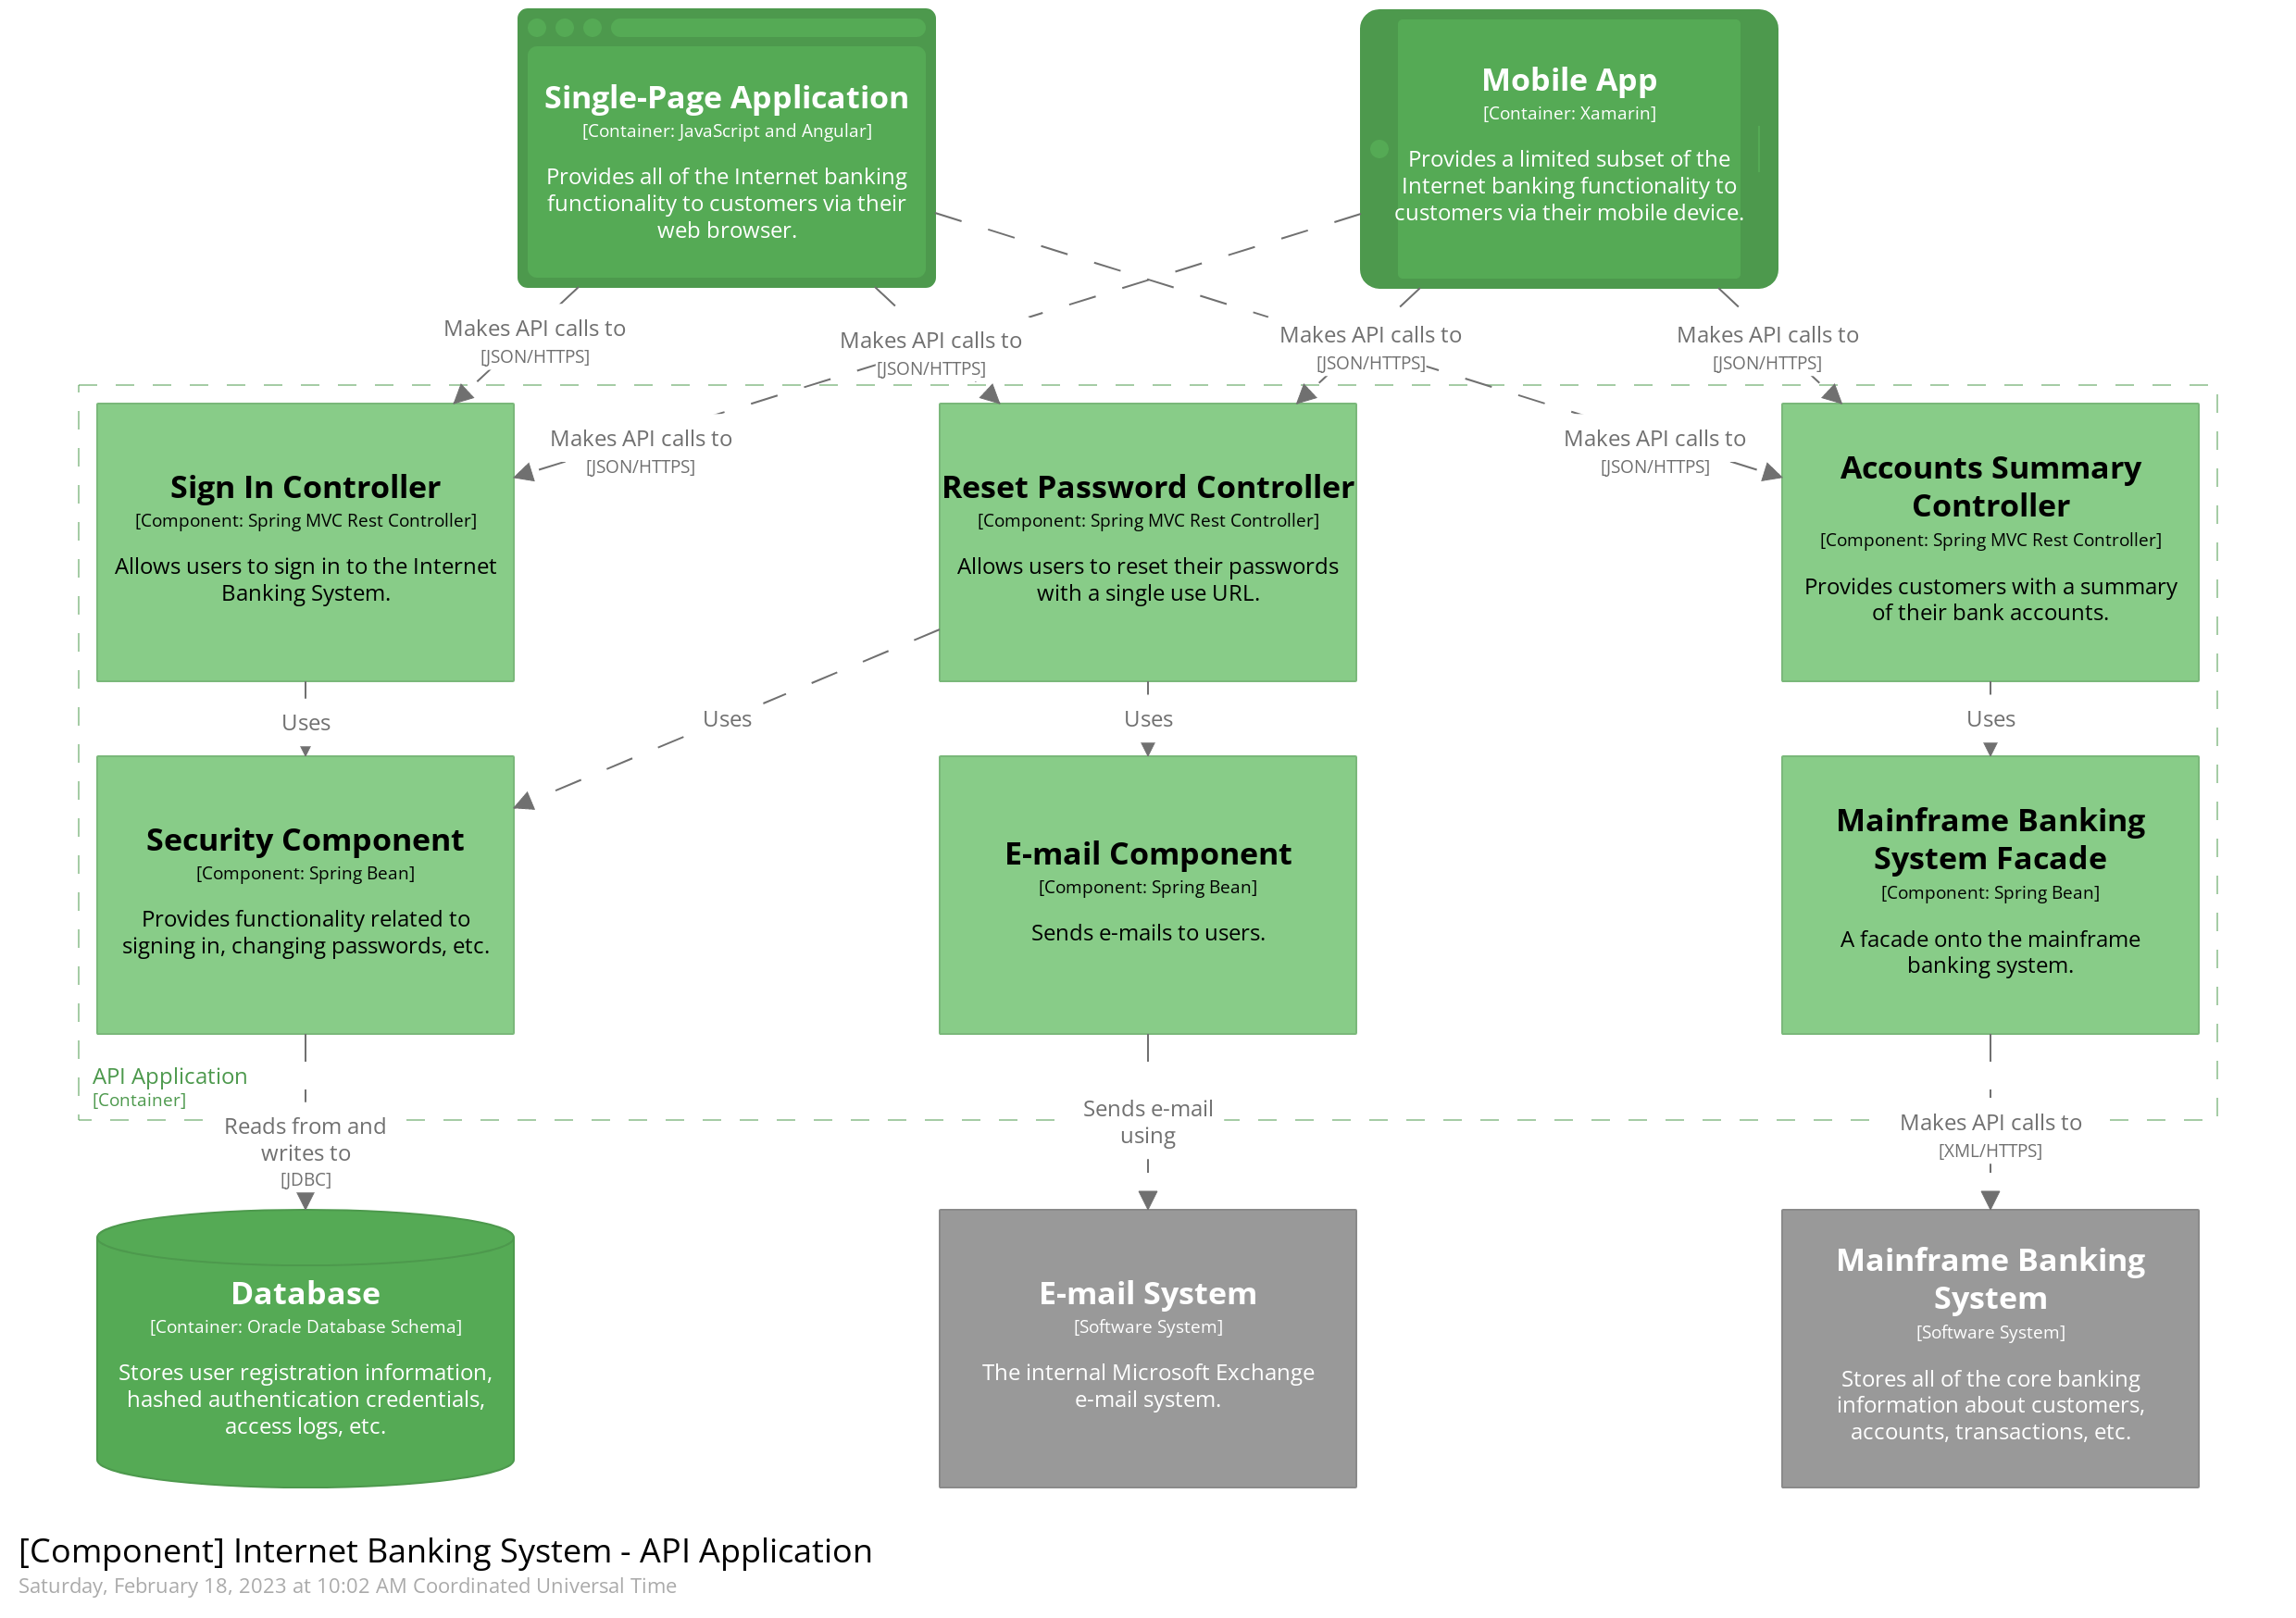 Single-Page Application
[Container: JavaScript and Angular]
Provides all of the Internet banking
functionality to customers via their
web browser.
Mobile App
[Container: Xamarin]
Provides a limited subset of the
Internet banking functionality to
customers via their mobile device.
Makes API calls to
[JSON/HTTPS]
Makes API calls to
[JSON/HTTPS]
Makes API calls to
[JSON/HTTPS]
Makes API calls to
[JSON/HTTPS]
Makes API calls to
[JSON/HTTPS]
Makes API calls to
[JSON/HTTPS]
Sign In Controller
[Component: Spring MVC Rest Controller]
Allows users to sign in to the Internet
Banking System.
Reset Password Controller
[Component: Spring MVC Rest Controller]
Allows users to reset their passwords
with a single use URL.
Accounts Summary
Controller
[Component: Spring MVC Rest Controller]
Provides customers with a summary
of their bank accounts.
Uses
Uses
Uses
Uses
Security Component
[Component: Spring Bean]
Provides functionality related to
signing in, changing passwords, etc.
E-mail Component
[Component: Spring Bean]
Sends e-mails to users.
Mainframe Banking
System Facade
[Component: Spring Bean]
A facade onto the mainframe
banking system.
API Application
[Container]
Reads from and
writes to
[JDBC]
Sends e-mail
using
Makes API calls to
[XML/HTTPS]
Database
[Container: Oracle Database Schema]
Stores user registration information,
hashed authentication credentials,
access logs, etc.
E-mail System
[Software System]
The internal Microsoft Exchange
e-mail system.
Mainframe Banking
System
[Software System]
Stores all of the core banking
information about customers,
accounts, transactions, etc.
[Component] Internet Banking System - API Application
Saturday, February 18, 2023 at 10:02 AM Coordinated Universal Time